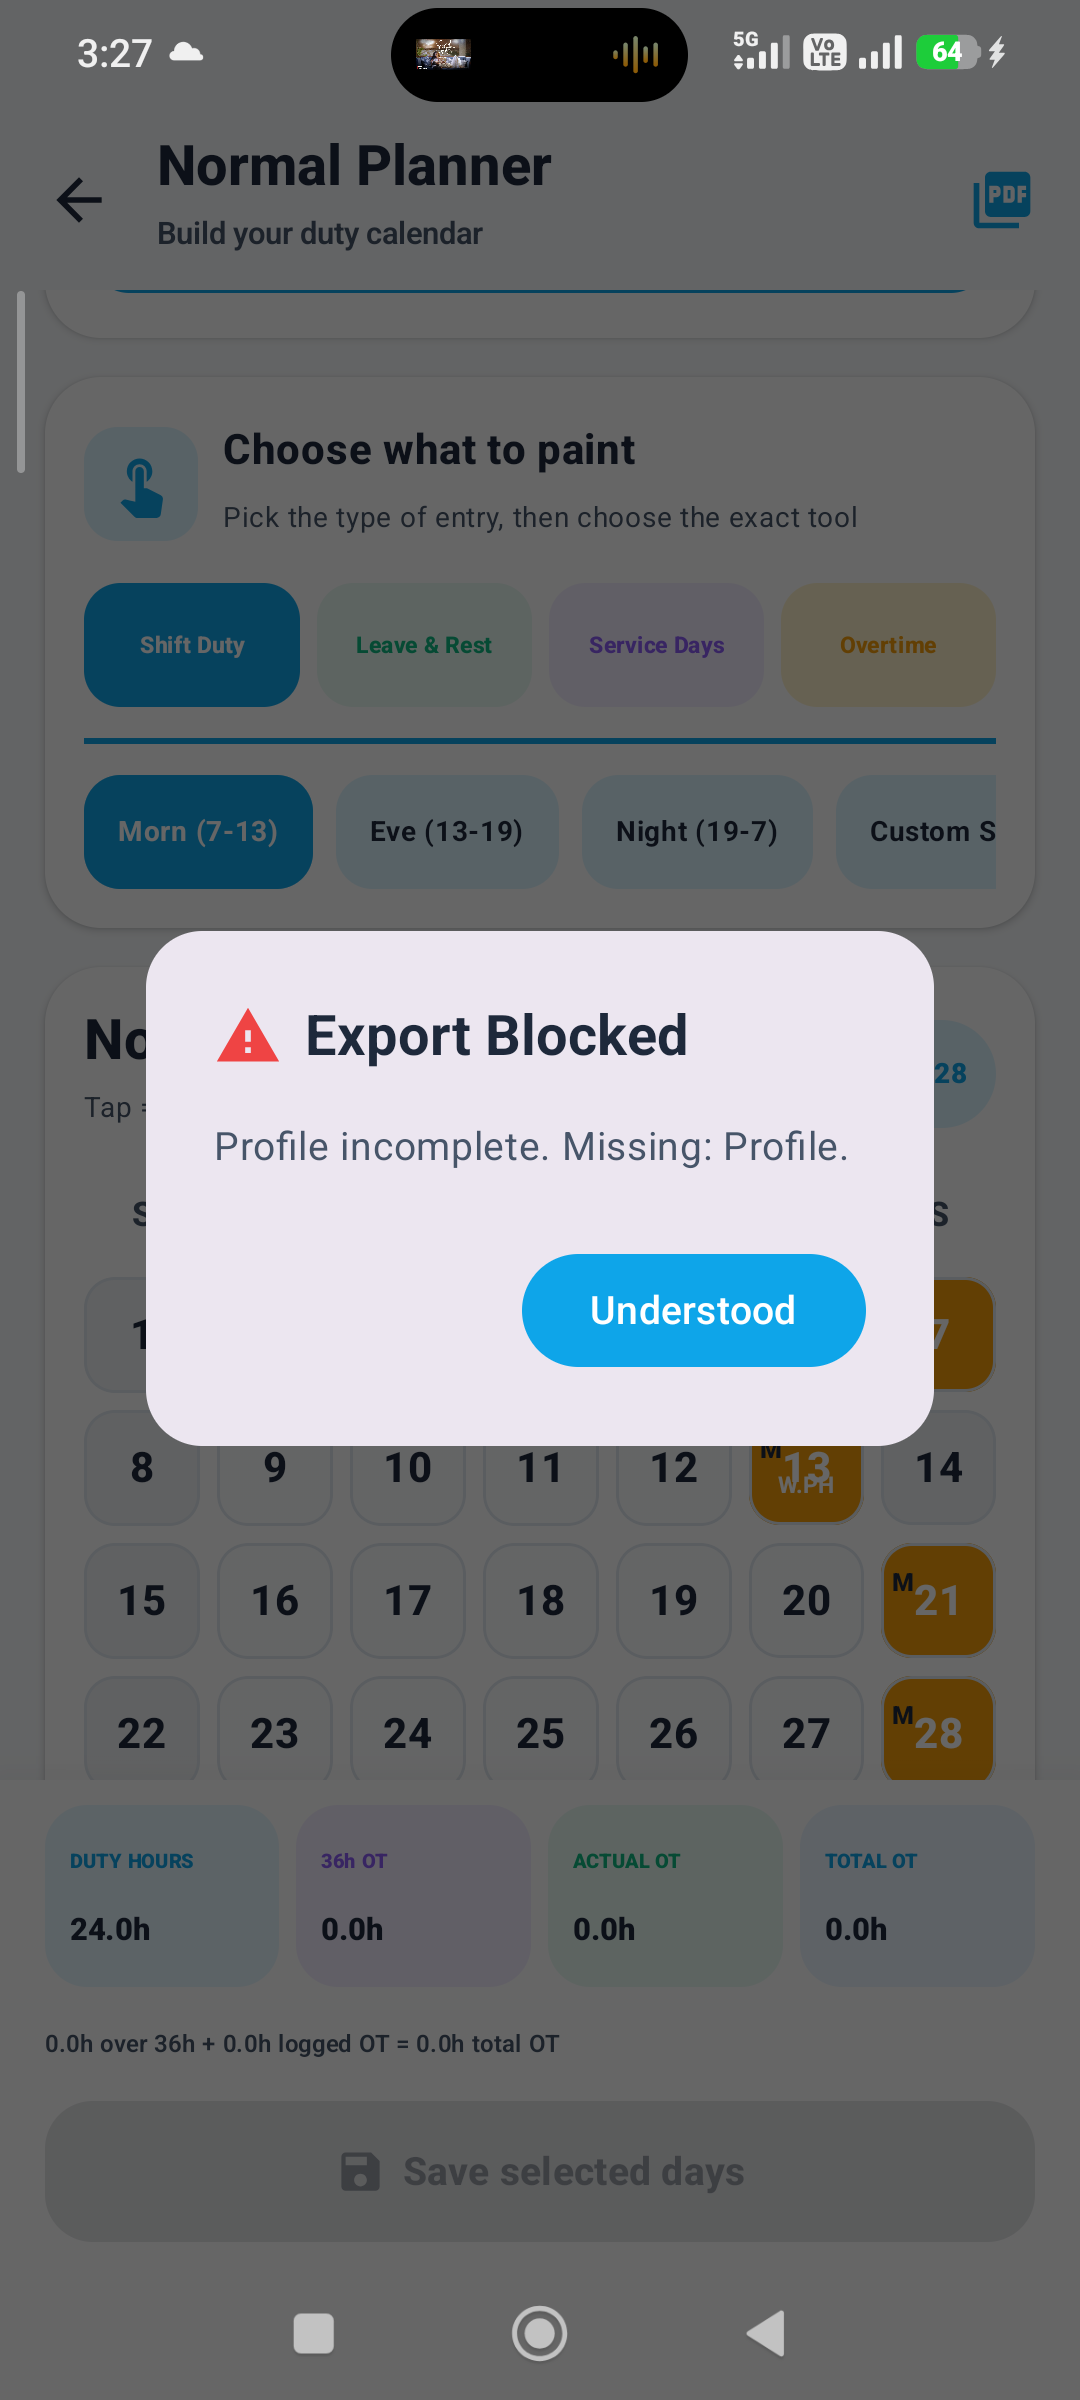 3:27
5G
Vo
LTE
64
Normal Planner
PDF
Build your duty calendar
Choose what to paint
Pick the type of entry, then choose the exact tool
Shift Duty
Leave & Rest
Service Days
Overtime
Morn (7-13)
Eve (13-19)
Night (19-7)
Custom S
No
28
Tap =
Export Blocked
Profile incomplete. Missing: Profile.
Understood
S
S
1
7
8
9
10
11
12
M
13
W.PH
14
15
16
17
18
19
20
M
21
22
23
24
25
26
27
M
28
DUTY HOURS
24.0h
36h OT
0.0h
ACTUAL OT
0.0h
TOTAL OT
0.0h
0.0h over 36h + 0.0h logged OT = 0.0h total OT
Save selected days